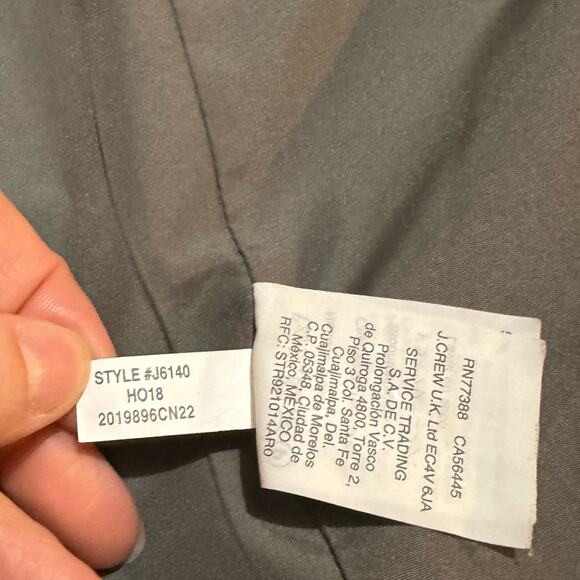 STYLE #J6140
HO18
2019896CN22
RN77388 CA56445
J.CREW U.K. Ltd EC4V 6JA
SERVICE TRADING
S.A. DE C.V.
Prolongación Vasco
de Quiroga 4800, Torre 2,
Piso 3 Col. Santa Fe
Cuajimalpa, Del.
Cuajimalpa de Morelos
C.P. 05348, Ciudad de
México, MEXICO
RFC: STR921014AR0